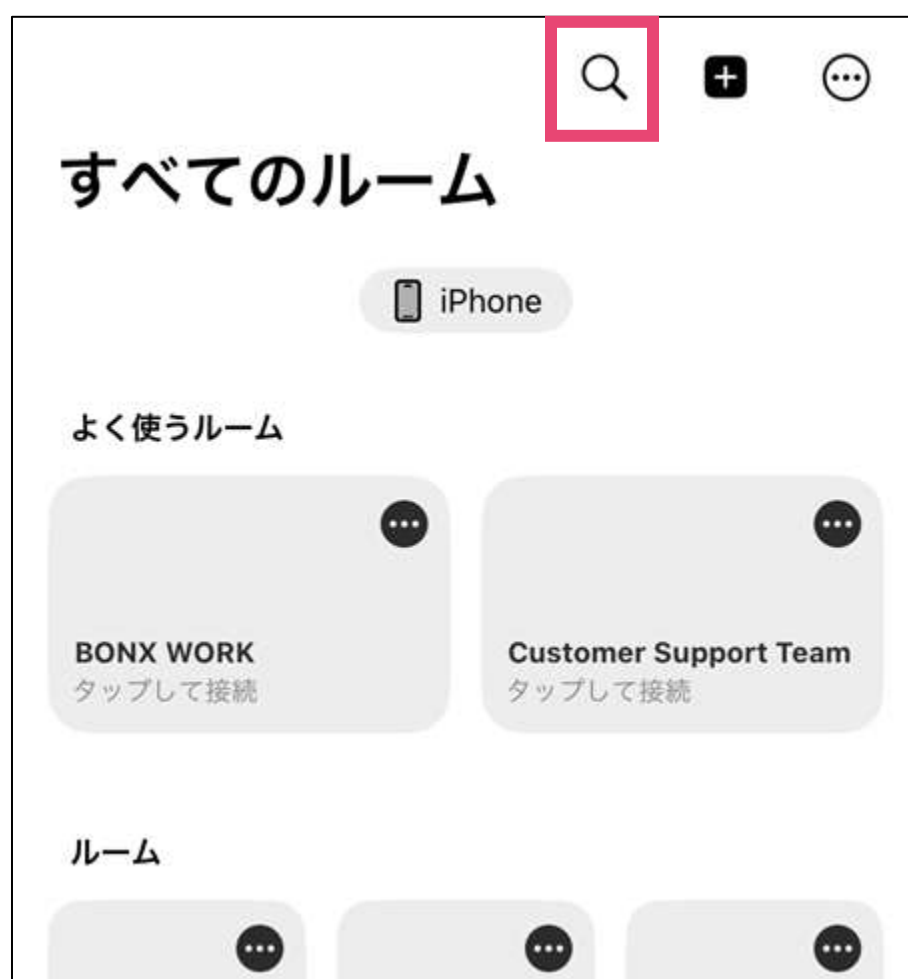 すべてのルーム
iPhone
よく使うルーム
BONX WORK
タップして接続
Customer Support Team
タップして接続
ルーム